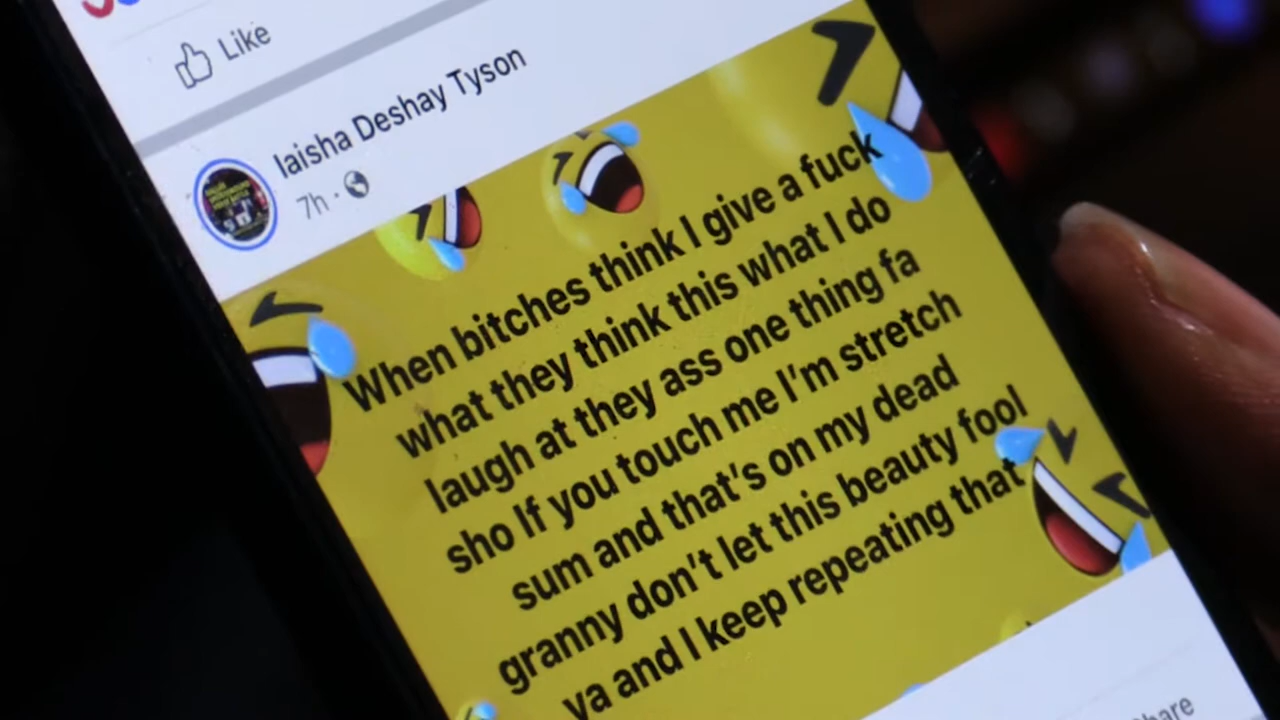 Like
Iaisha Deshay Tyson
7h ·
When bitches think I give a fuck
what they think this what I do
laugh at they ass one thing fa
sho If you touch me I'm stretch
sum and that's on my dead
granny don't let this beauty fool
ya and I keep repeating that
Share